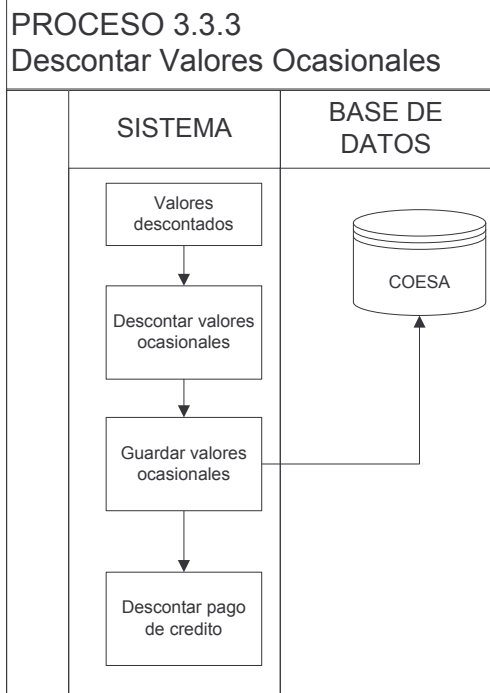 PROCESO 3.3.3
Descontar Valores Ocasionales
SISTEMA
BASE DE
DATOS
Valores
descontados
COESA
Descontar valores
ocasionales
Guardar valores
ocasionales
Descontar pago
de credito